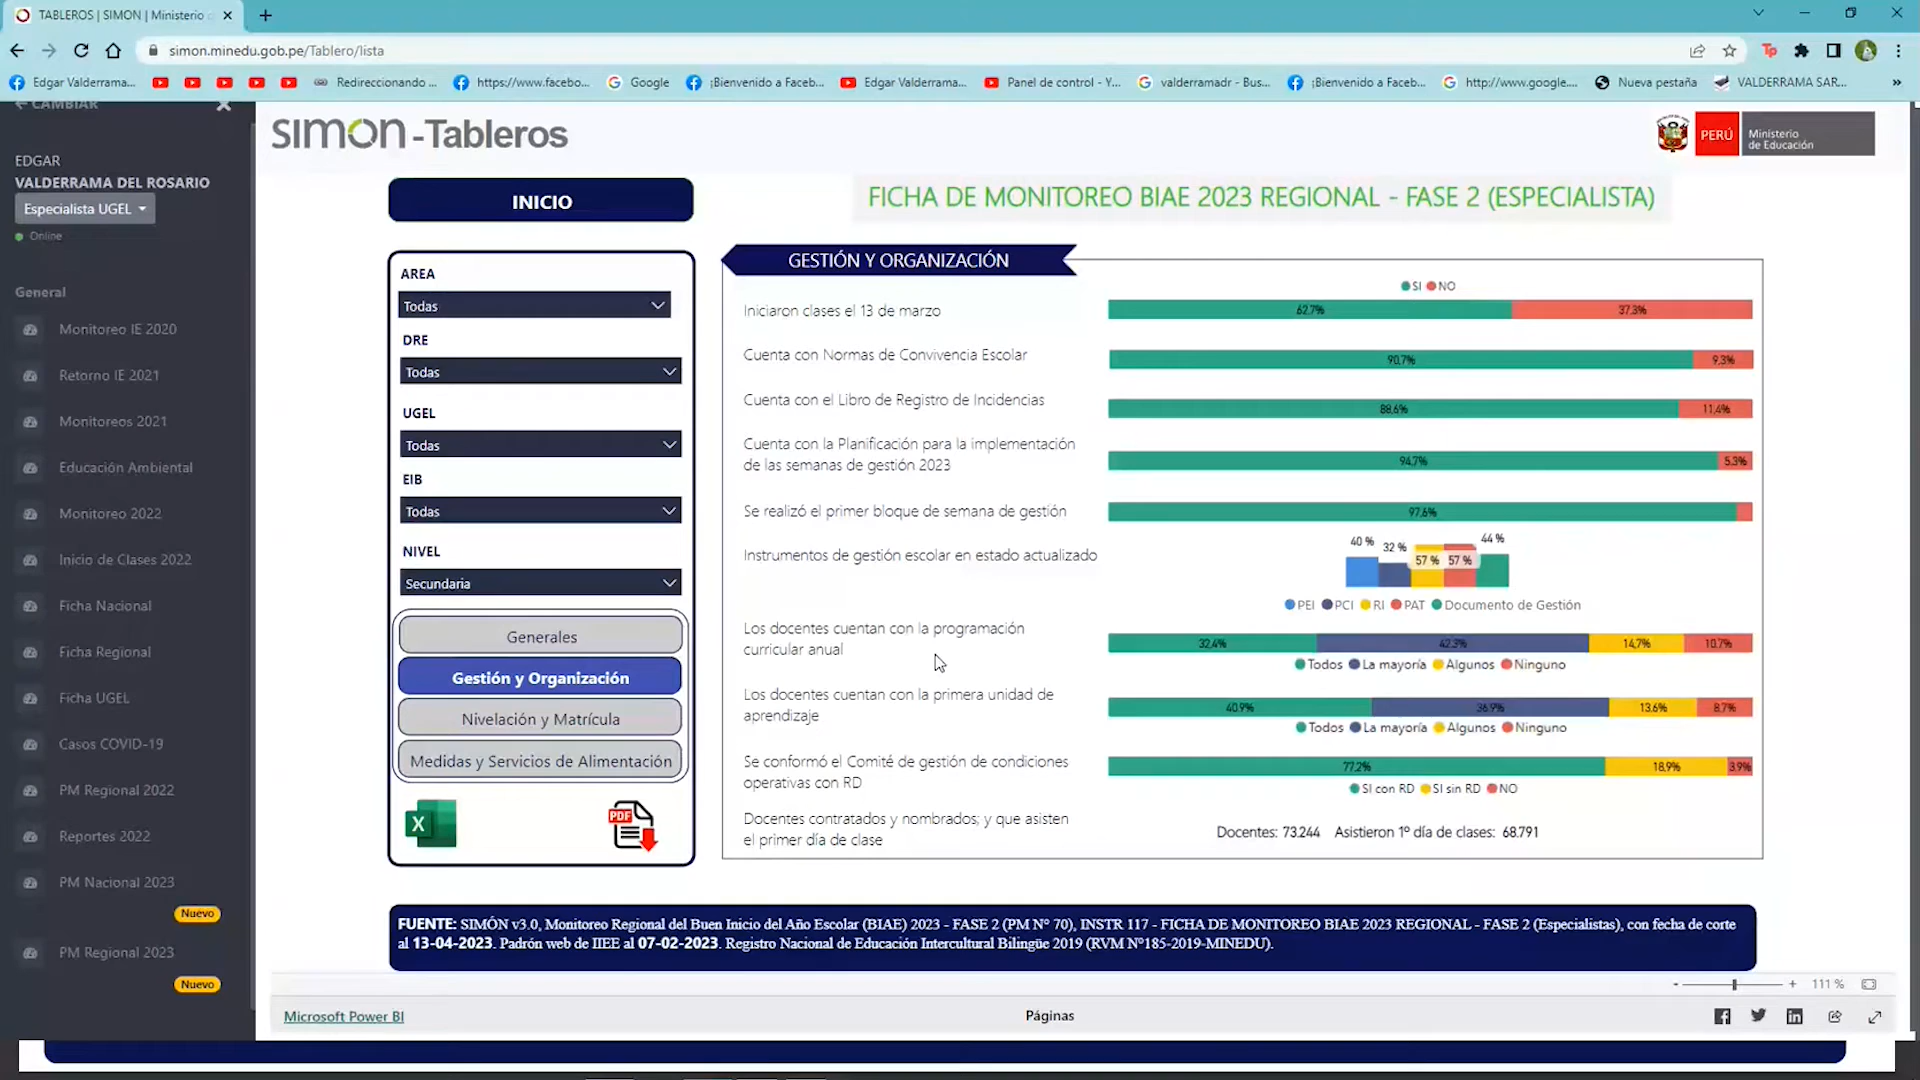 TABLEROS | SIMON | Ministerio
simon.minedu.gob.pe/Tablero/lista
Edgar Valderrama...
Redireccionando ...
https://www.facebo...
Google
¡Bienvenido a Faceb...
Edgar Valderrama...
Panel de control - Y...
valderramadr - Bus...
¡Bienvenido a Faceb...
http://www.google....
Nueva pestaña
VALDERRAMA SAR...
»
← CAMBIAR
EDGAR
VALDERRAMA DEL ROSARIO
Especialista UGEL
Online
General
Monitoreo IE 2020
Retorno IE 2021
Monitoreos 2021
Educación Ambiental
Monitoreo 2022
Inicio de Clases 2022
Ficha Nacional
Ficha Regional
Ficha UGEL
Casos COVID-19
PM Regional 2022
Reportes 2022
PM Nacional 2023
Nuevo
PM Regional 2023
Nuevo
SIMON -Tableros
PERÚ
Ministerio
de Educación
INICIO
FICHA DE MONITOREO BIAE 2023 REGIONAL - FASE 2 (ESPECIALISTA)
AREA
Todas
DRE
Todas
UGEL
Todas
EIB
Todas
NIVEL
Secundaria
Generales
Gestión y Organización
Nivelación y Matrícula
Medidas y Servicios de Alimentación
X
PDF
GESTIÓN Y ORGANIZACIÓN
SI NO
Iniciaron clases el 13 de marzo
62,7% 37,3%
Cuenta con Normas de Convivencia Escolar
90,7% 9,3%
Cuenta con el Libro de Registro de Incidencias
88,6% 11,4%
Cuenta con la Planificación para la implementación
de las semanas de gestión 2023
94,7% 5,3%
Se realizó el primer bloque de semana de gestión
97,6%
Instrumentos de gestión escolar en estado actualizado
40 % 32 % 57 % 57 % 44 %
PEI PCI RI PAT Documento de Gestión
Los docentes cuentan con la programación
curricular anual
32,4% 42,3% 14,7% 10,7%
Todos La mayoría Algunos Ninguno
Los docentes cuentan con la primera unidad de
aprendizaje
40,9% 36,9% 13,6% 8,7%
Todos La mayoría Algunos Ninguno
Se conformó el Comité de gestión de condiciones
operativas con RD
77,2% 18,9% 3,9%
SI con RD SI sin RD NO
Docentes contratados y nombrados; y que asisten
el primer día de clase
Docentes: 73.244 Asistieron 1º día de clases: 68.791
FUENTE: SIMÓN v3.0, Monitoreo Regional del Buen Inicio del Año Escolar (BIAE) 2023 - FASE 2 (PM Nº 70), INSTR 117 - FICHA DE MONITOREO BIAE 2023 REGIONAL - FASE 2 (Especialistas), con fecha de corte
al 13-04-2023. Padrón web de IIEE al 07-02-2023. Registro Nacional de Educación Intercultural Bilingüe 2019 (RVM Nº185-2019-MINEDU).
- + 111 %
Microsoft Power BI
Páginas